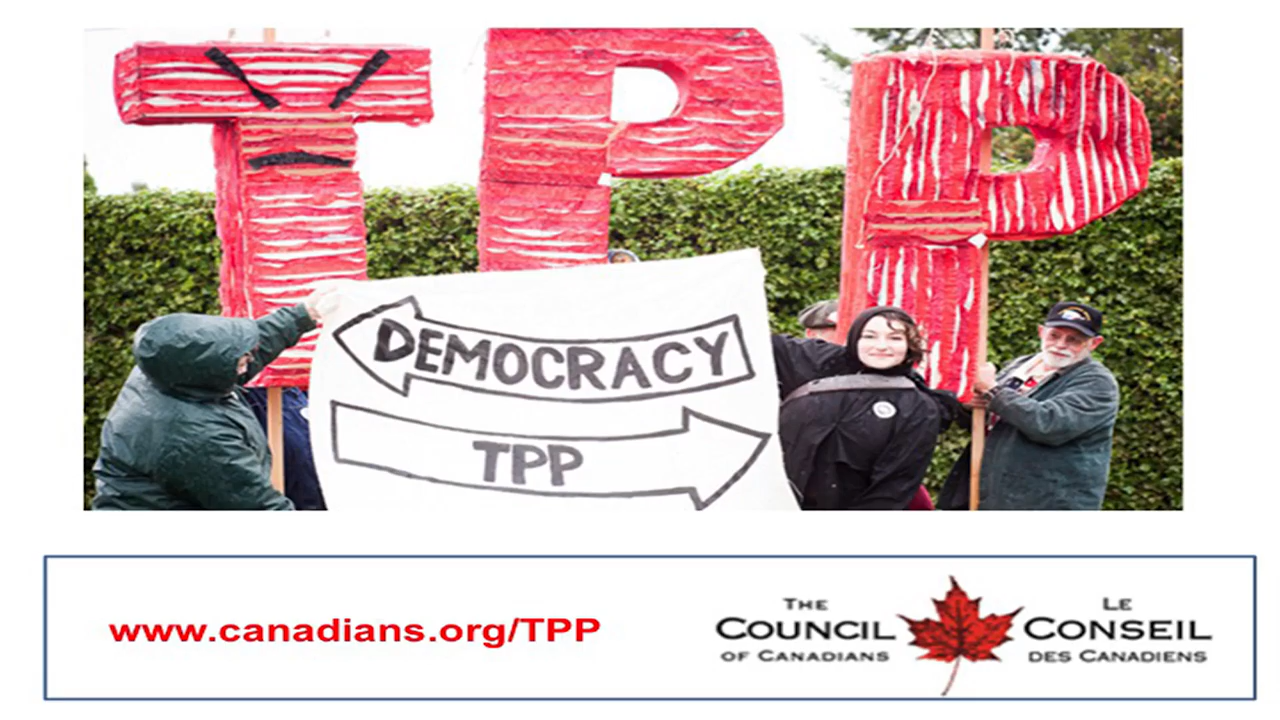 TPP
DEMOCRACY
TPP
www.canadians.org/TPP
THE
COUNCIL
OF CANADIANS
LE
CONSEIL
DES CANADIENS